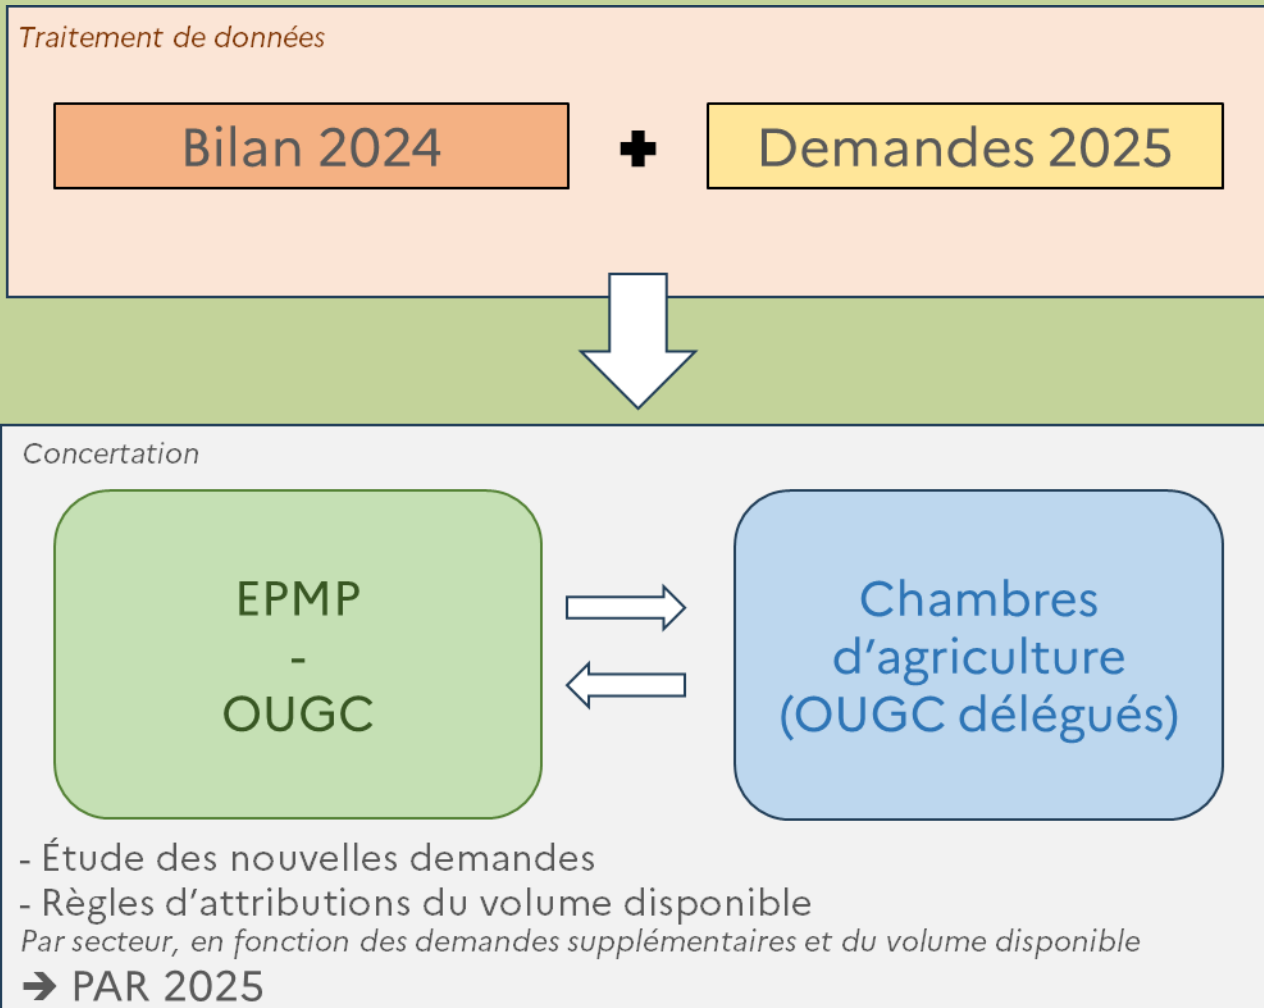 Traitement de données
Bilan 2024
+
Demandes 2025
Concertation
EPMP
-
OUGC
Chambres
d'agriculture
(OUGC délégués)
- Étude des nouvelles demandes
- Règles d'attributions du volume disponible
Par secteur, en fonction des demandes supplémentaires et du volume disponible
➔ PAR 2025